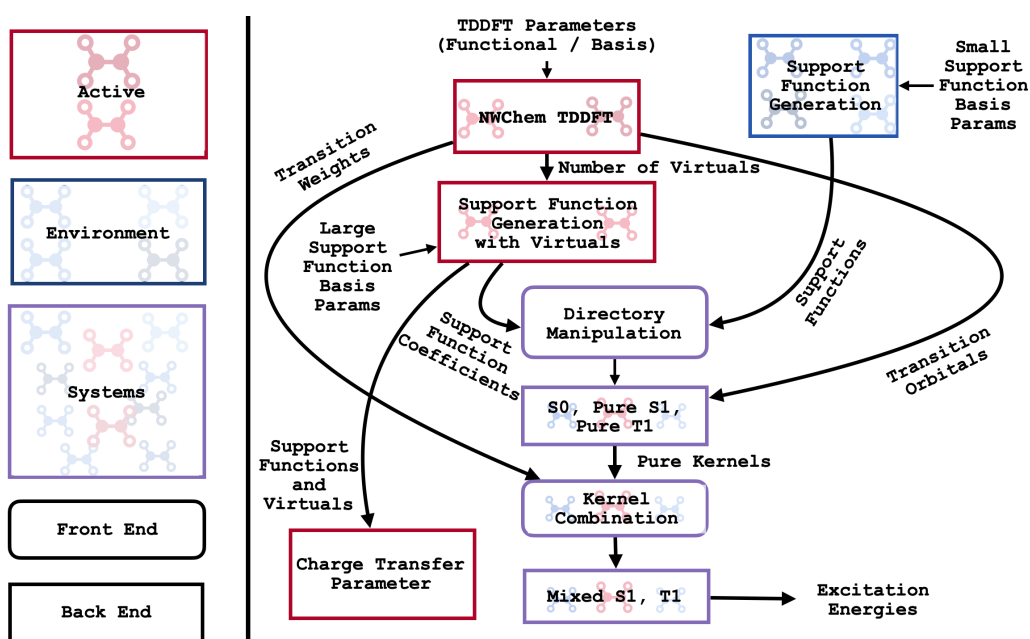 Active
Environment
Systems
Front End
Back End
TDDFT Parameters
(Functional / Basis)
NWChem TDDFT
Support
Function
Generation
Small
Support
Function
Basis
Params
Transition
Weights
Number of Virtuals
Support Function
Generation
with Virtuals
Large
Support
Function
Basis
Params
Support
Functions
Directory
Manipulation
Support
Function
Coefficients
Transition
Orbitals
S0, Pure S1,
Pure T1
Pure Kernels
Support
Functions
and
Virtuals
Kernel
Combination
Charge Transfer
Parameter
Mixed S1, T1
Excitation
Energies